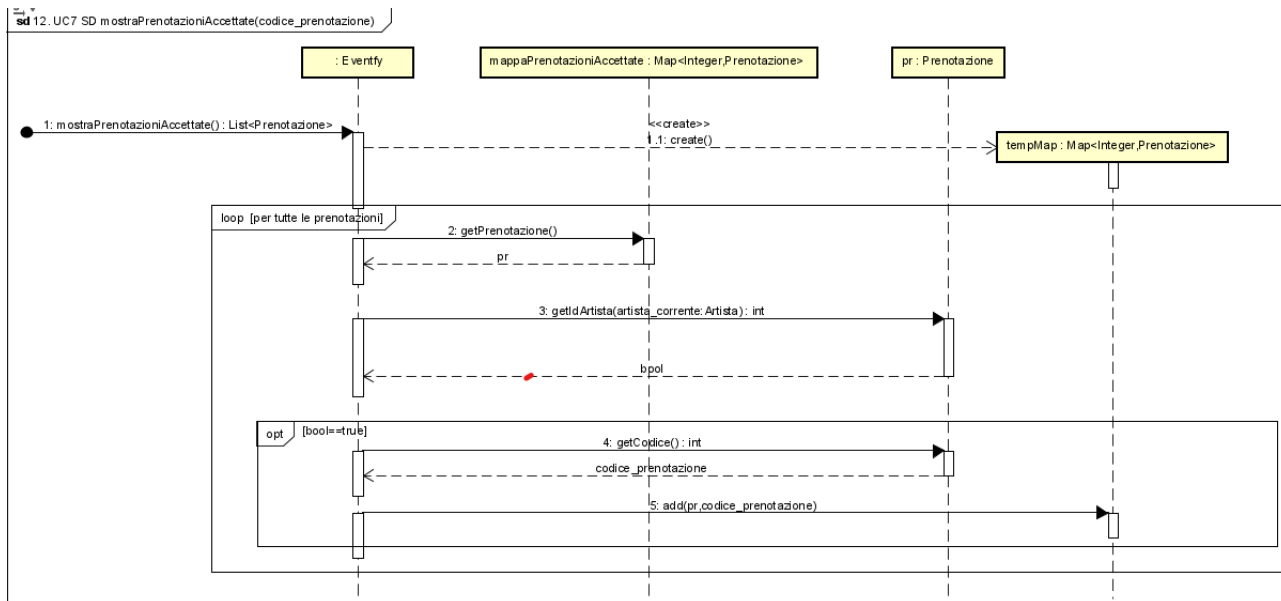 sd 12. UC7 SD mostraPrenotazioniAccettate(codice_prenotazione)
: Eventfy
mappaPrenotazioniAccettate : Map<Integer,Prenotazione>
pr : Prenotazione
1: mostraPrenotazioniAccettate() : List<Prenotazione>
<<create>>
1.1: create()
tempMap : Map<Integer,Prenotazione>
loop [per tutte le prenotazioni]
2: getPrenotazione()
pr
3: getIdArtista(artista_corrente: Artista) : int
bool
opt [bool==true]
4: getCodice() : int
codice_prenotazione
5: add(pr,codice_prenotazione)